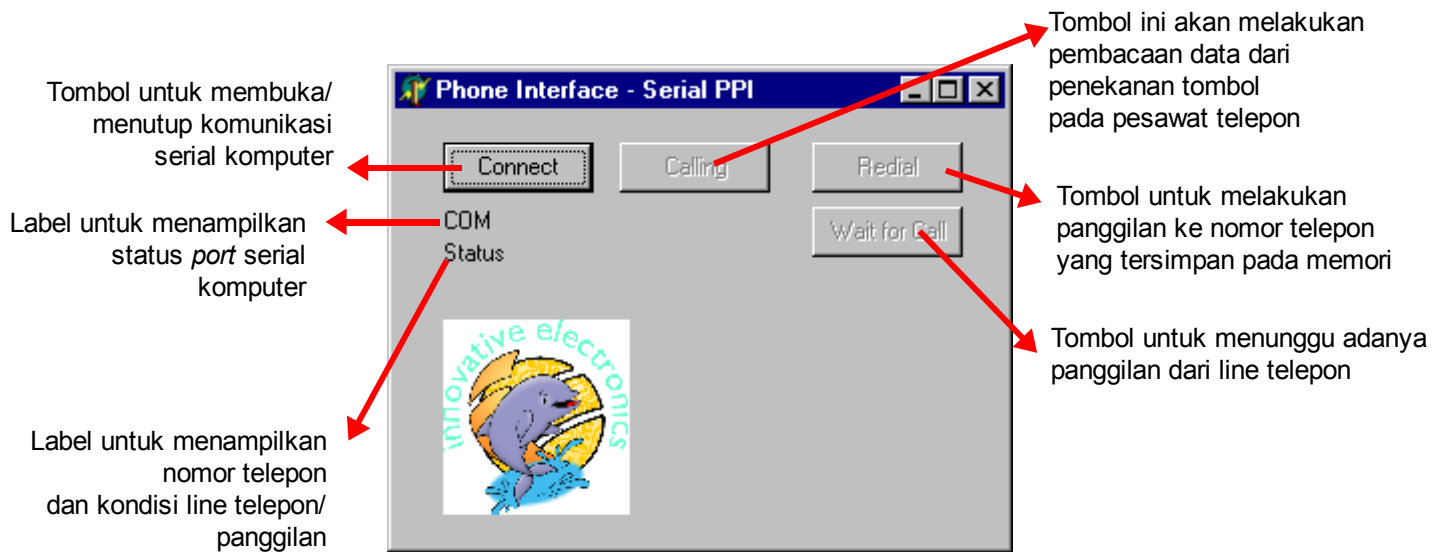 Tombol ini akan melakukan
pembacaan data dari
penekanan tombol
pada pesawat telepon
Tombol untuk membuka/
menutup komunikasi
serial komputer
Phone Interface - Serial PPI
Connect
Calling
Redial
Label untuk menampilkan
status port serial
komputer
COM
Status
Wait for Call
Tombol untuk melakukan
panggilan ke nomor telepon
yang tersimpan pada memori
Tombol untuk menunggu adanya
panggilan dari line telepon
innovative electronics
Label untuk menampilkan
nomor telepon
dan kondisi line telepon/
panggilan